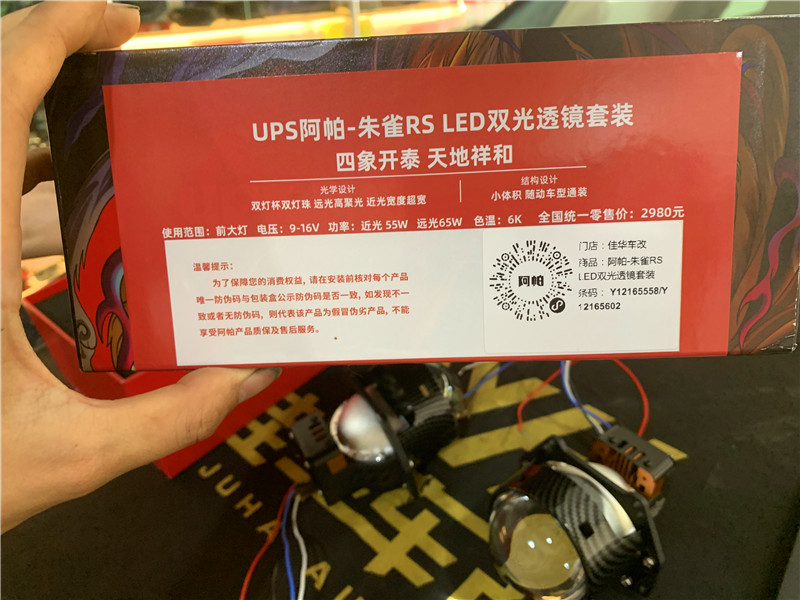 UPS阿帕-朱雀RS LED双光透镜套装
四象开泰 天地祥和
光学设计
双灯杯双灯珠 远光高聚光 近光宽度超宽
结构设计
小体积 随动车型通装
使用范围：前大灯 电压：9-16V 功率：近光 55W 远光65W 色温：6K 全国统一零售价：2980元
温馨提示：
为了保障您的消费权益，请在安装前核对每个产品
唯一防伪码与包装盒公示防伪码是否一致，如发现不一
致或者无防伪码，则代表该产品为假冒伪劣产品，不能
享受阿帕产品质保及售后服务。
阿帕
门店：佳华车改
商品：阿帕-朱雀RS
LED双光透镜套装
条码：Y12165558/Y
12165602
JUHA